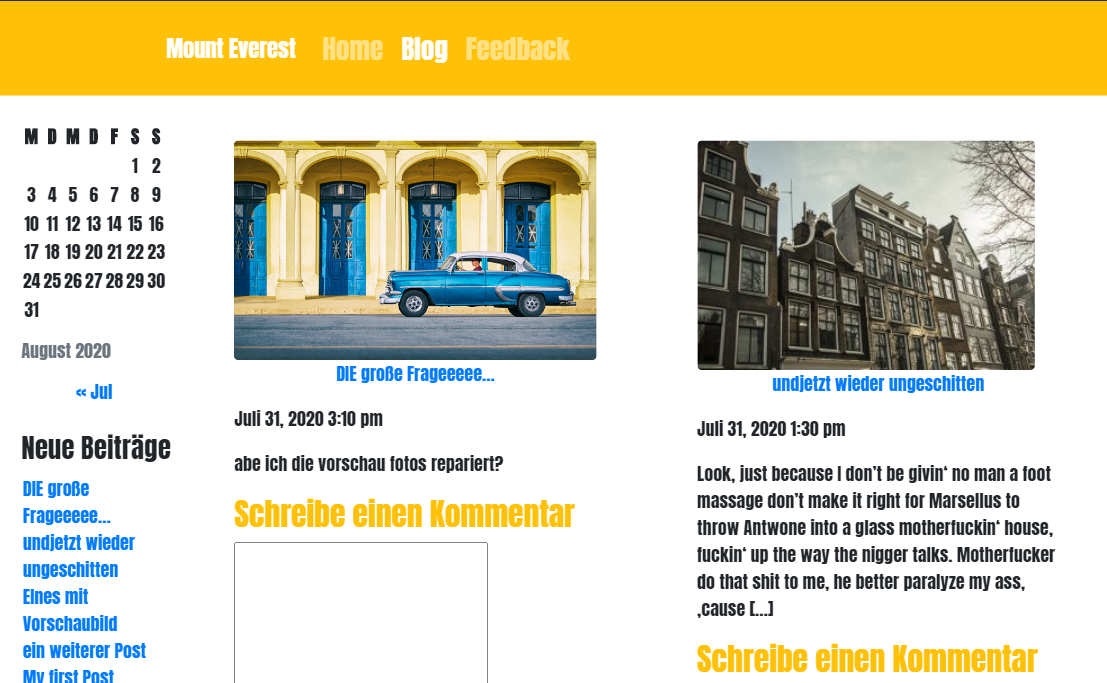 Mount Everest Home Blog Feedback
M D M D F S S
1 2
3 4 5 6 7 8 9
10 11 12 13 14 15 16
17 18 19 20 21 22 23
24 25 26 27 28 29 30
31
August 2020
« Jul
Neue Beiträge
DIE große
Frageeeee...
undjetzt wieder
ungeschitten
EInes mit
Vorschaubild
ein weiterer Post
My first Post
DIE große Frageeeee...
Juli 31, 2020 3:10 pm
abe ich die vorschau fotos repariert?
Schreibe einen Kommentar
undjetzt wieder ungeschitten
Juli 31, 2020 1:30 pm
Look, just because I don’t be givin‘ no man a foot
massage don’t make it right for Marsellus to
throw Antwone into a glass motherfuckin‘ house,
fuckin‘ up the way the nigger talks. Motherfucker
do that shit to me, he better paralyze my ass,
‚cause [...]
Schreibe einen Kommentar